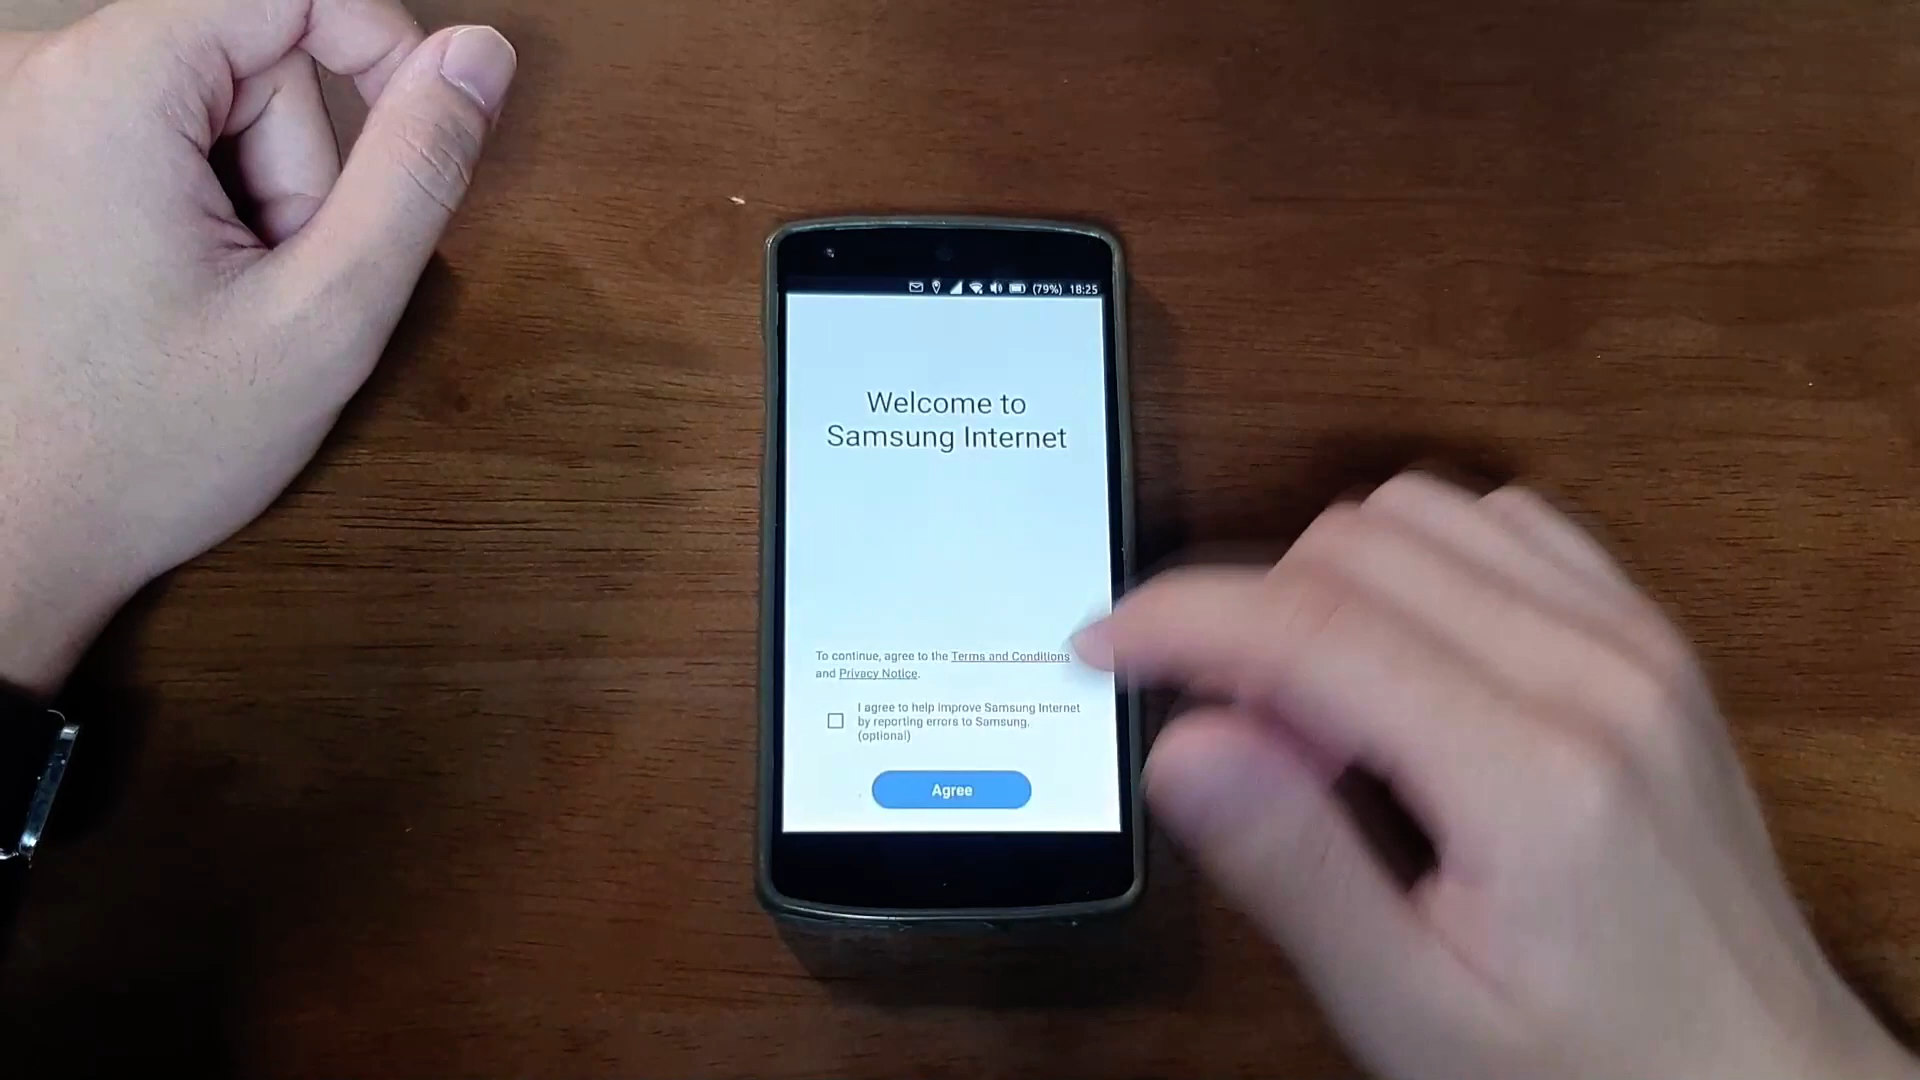 (79%) 18:25
Welcome to
Samsung Internet
To continue, agree to the Terms and Conditions
and Privacy Notice.
I agree to help improve Samsung Internet
by reporting errors to Samsung.
(optional)
Agree